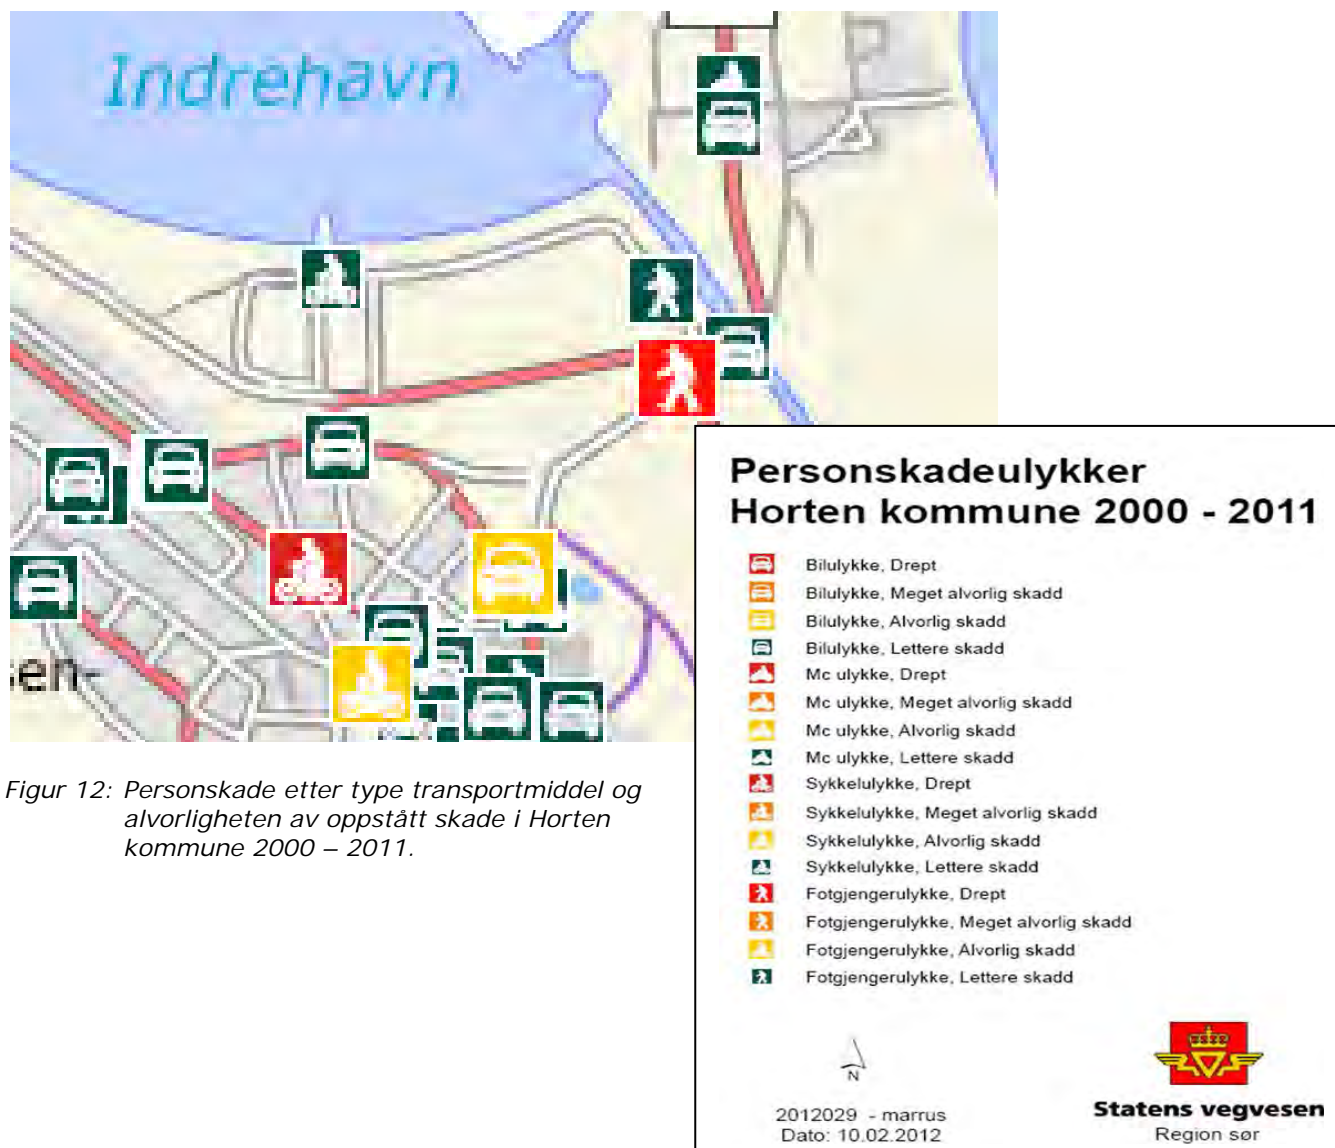 Indrehavn
sen-
Figur 12: Personskade etter type transportmiddel og
alvorligheten av oppstått skade i Horten
kommune 2000 – 2011.
Personskadeulykker
Horten kommune 2000 - 2011
Bilulykke, Drept
Bilulykke, Meget alvorlig skadd
Bilulykke, Alvorlig skadd
Bilulykke, Lettere skadd
Mc ulykke, Drept
Mc ulykke, Meget alvorlig skadd
Mc ulykke, Alvorlig skadd
Mc ulykke, Lettere skadd
Sykkelulykke, Drept
Sykkelulykke, Meget alvorlig skadd
Sykkelulykke, Alvorlig skadd
Sykkelulykke, Lettere skadd
Fotgjengerulykke, Drept
Fotgjengerulykke, Meget alvorlig skadd
Fotgjengerulykke, Alvorlig skadd
Fotgjengerulykke, Lettere skadd
N
2012029 - marrus
Dato: 10.02.2012
Statens vegvesen
Region sør